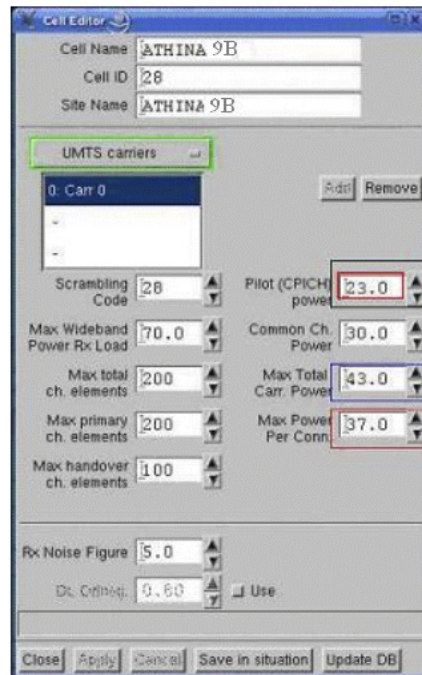 Cell Editor
Cell Name ATHINA 9B
Cell ID 28
Site Name ATHINA 9B
UMTS carriers
0: Carr 0
-
-
Add Remove
Scrambling Code 28
Pilot (CPICH) power 23.0
Max Wideband Power Rx Load 70.0
Common Ch. Power 30.0
Max total ch. elements 200
Max Total Carr. Power 43.0
Max primary ch. elements 200
Max Power Per Conn. 37.0
Max handover ch. elements 100
Rx Noise Figure 5.0
0.60 Use
Close Apply Cancel Save in situation Update DB